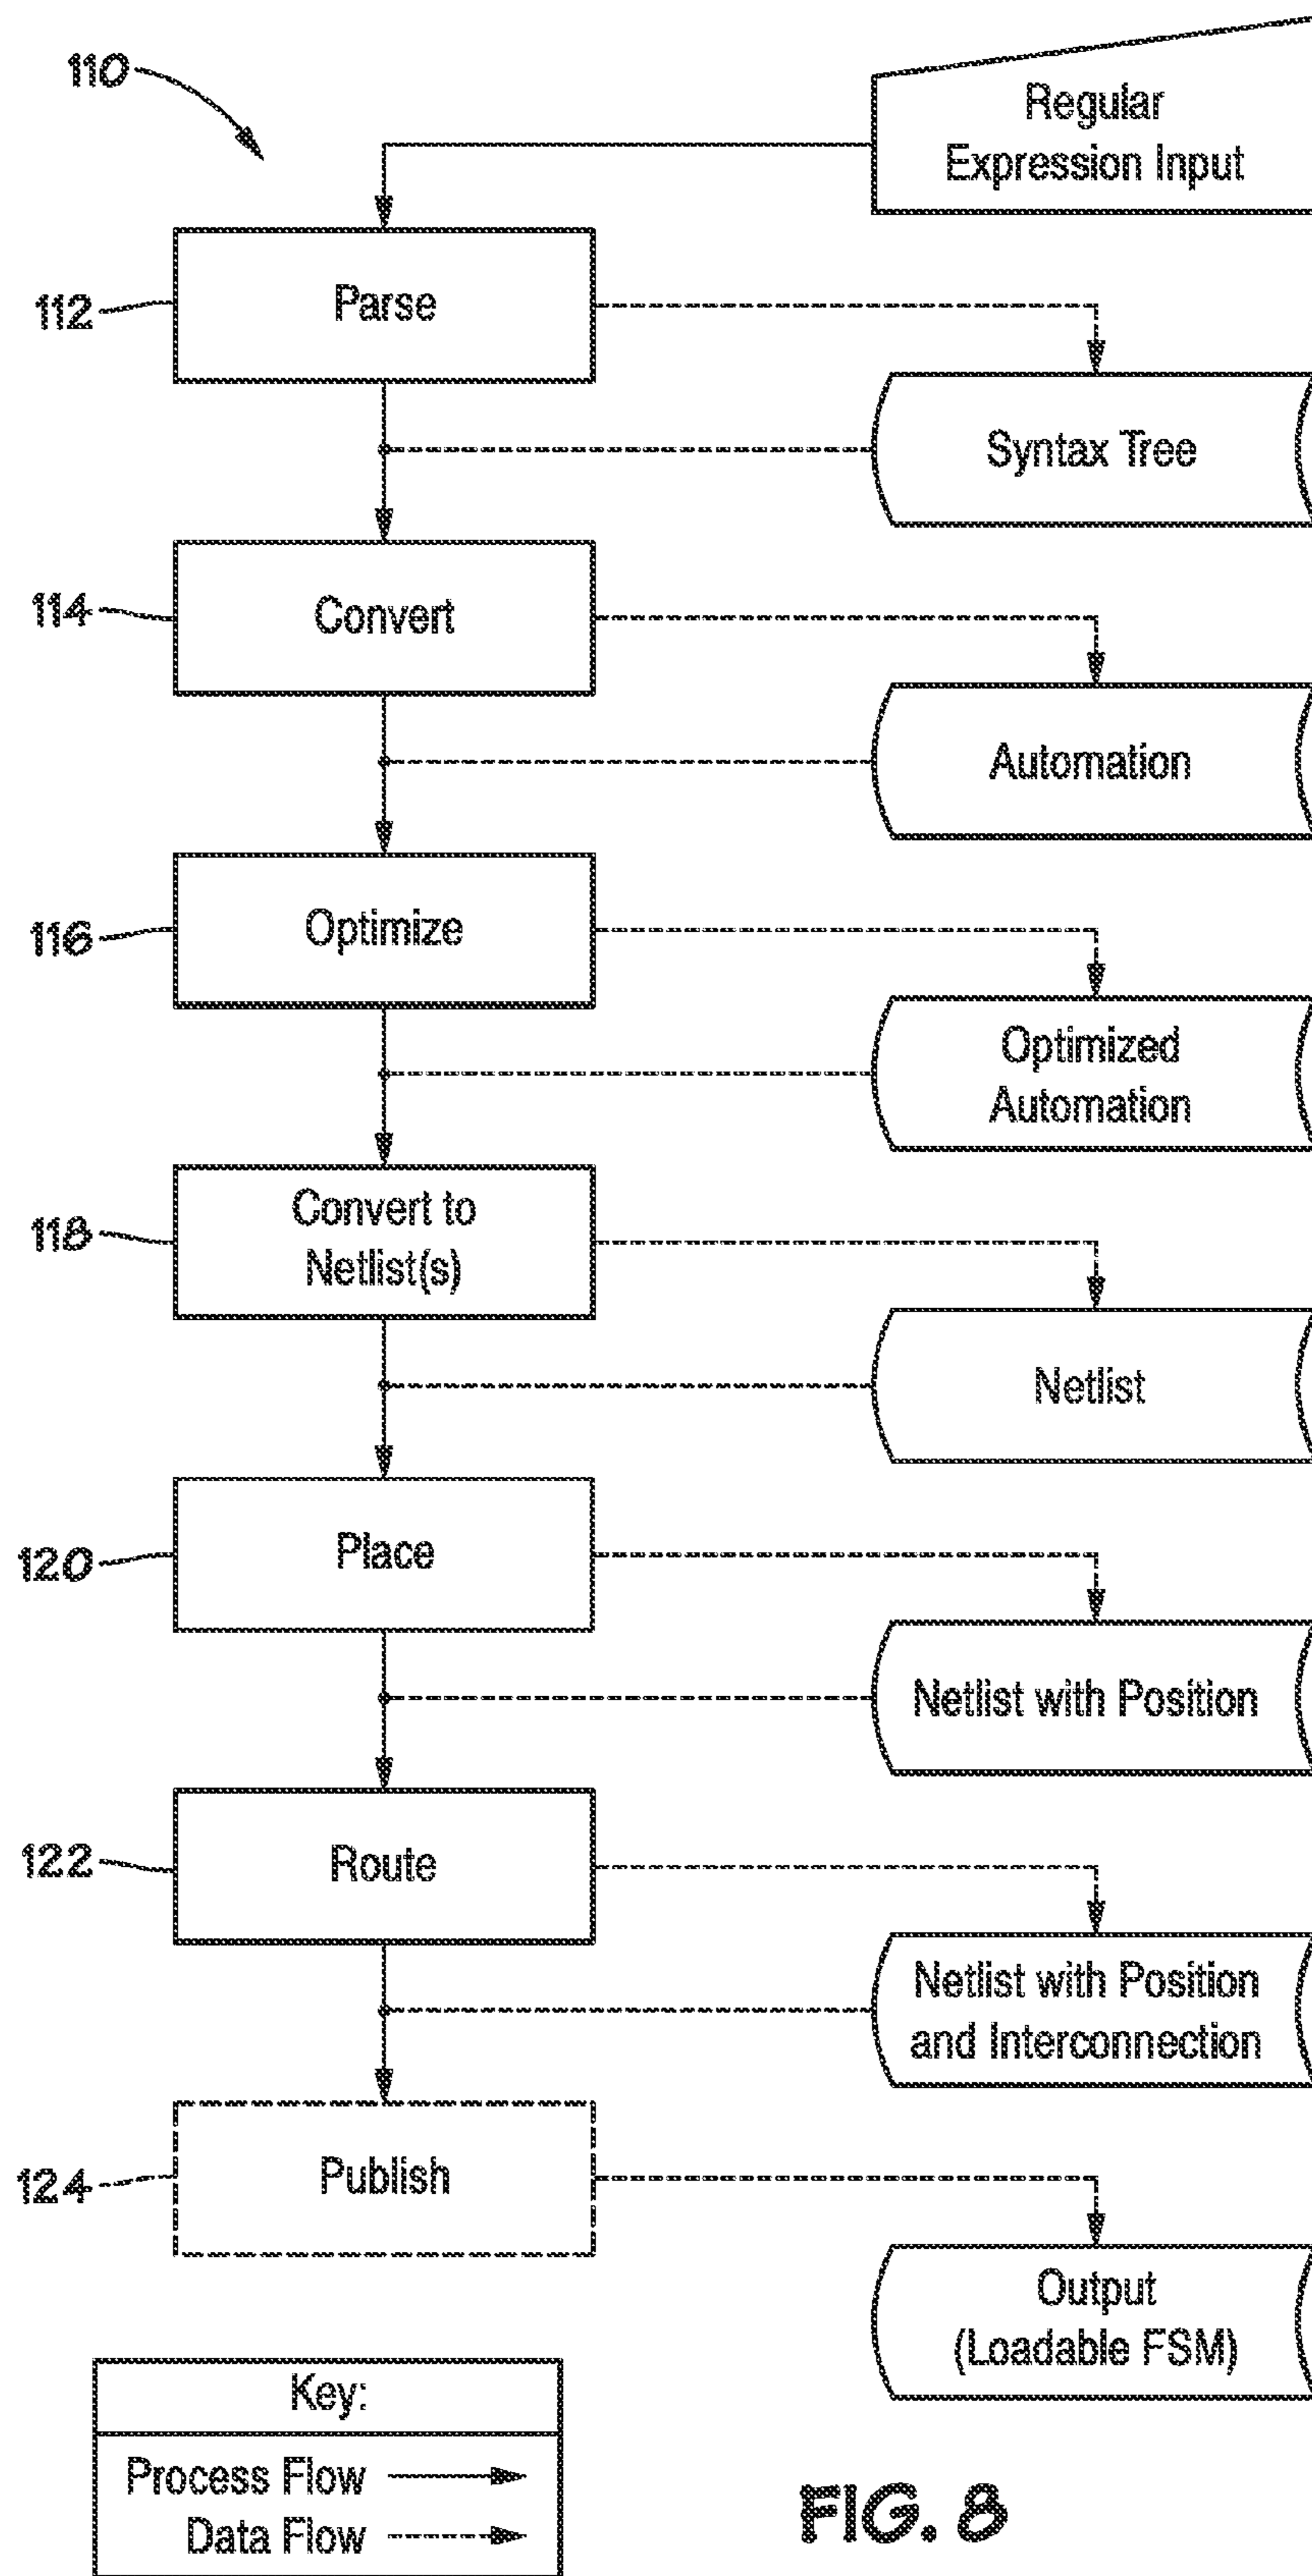 110
Regular
Expression Input
112
Parse
Syntax Tree
114
Convert
Automation
116
Optimize
Optimized
Automation
118
Convert to
Netlist(s)
Netlist
120
Place
Netlist with Position
122
Route
Netlist with Position
and Interconnection
124
Publish
Output
(Loadable FSM)
Key:
Process Flow
Data Flow
FIG. 8